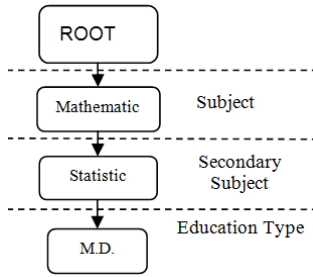 ROOT
Mathematic
Subject
Statistic
Secondary
Subject
Education Type
M.D.